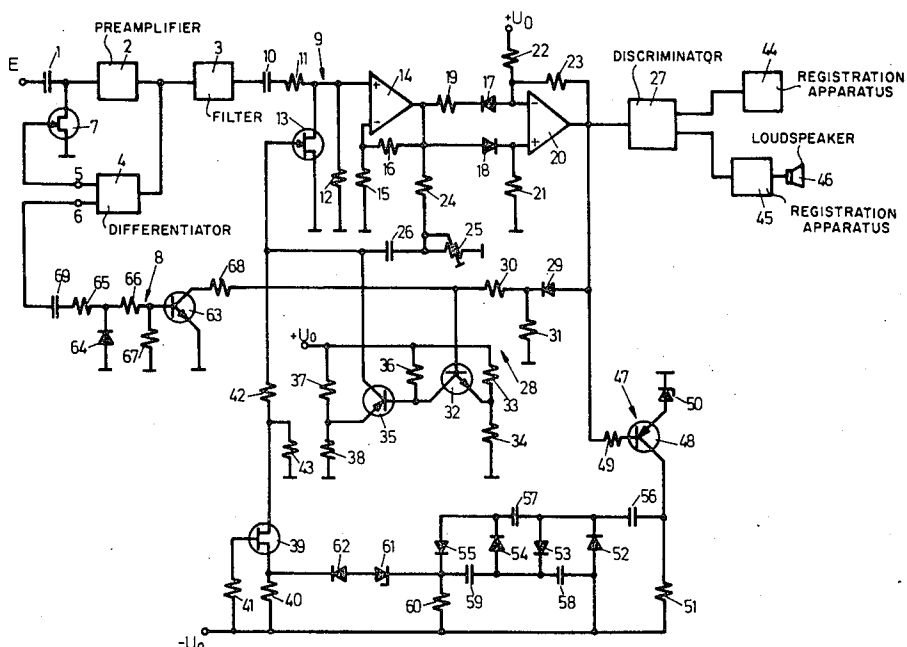 +U₀
PREAMPLIFIER
E 1 2 3 10 11 9 14 19 17 22 23
DISCRIMINATOR
27
44
REGISTRATION
APPARATUS
FILTER
7 13 + - - + 20
LOUDSPEAKER
46
5 4 12 16 18
6 15 24 21
45
REGISTRATION
APPARATUS
DIFFERENTIATOR
26 25
69 65 66 8 68 30 29
63
64 67 +U₀ 31
28
42 37 36 32 33 47 50
35 48
43 38 34 49
57 56
39 62 61 55 54 53 52
41 40 60 59 58 51
-U₀